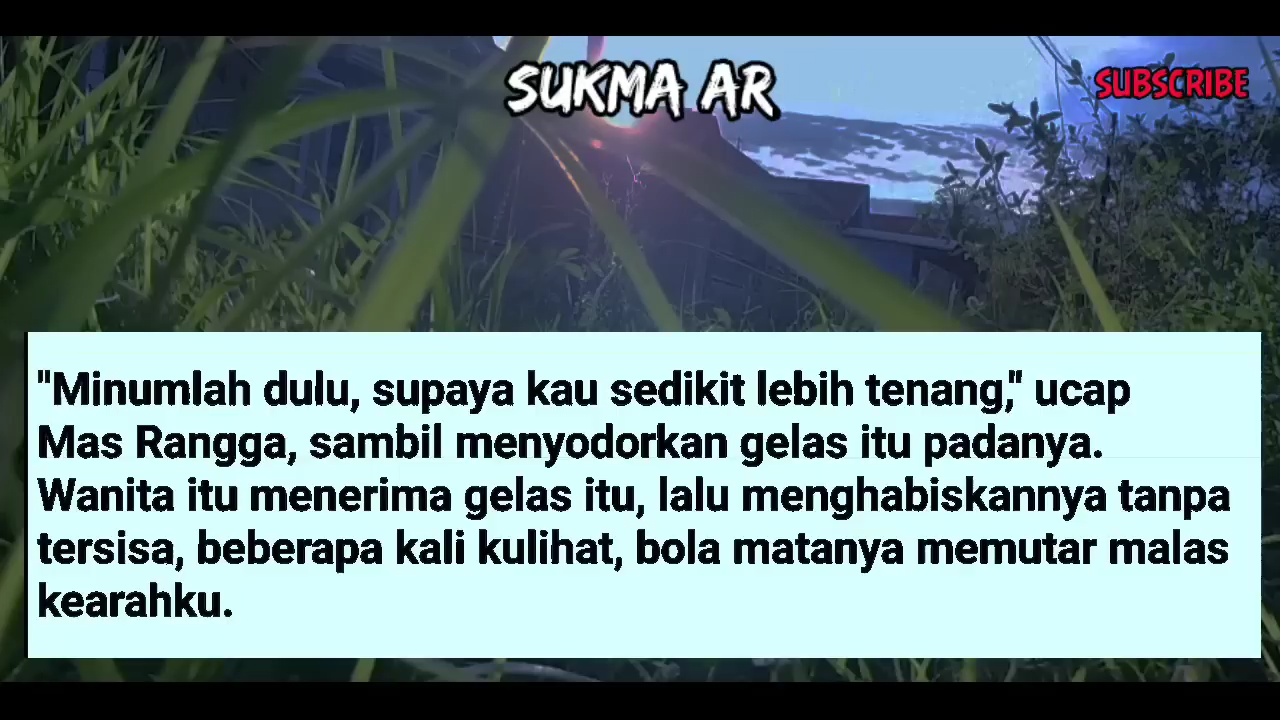 SUKMA AR
SUBSCRIBE
"Minumlah dulu, supaya kau sedikit lebih tenang," ucap
Mas Rangga, sambil menyodorkan gelas itu padanya.
Wanita itu menerima gelas itu, lalu menghabiskannya tanpa
tersisa, beberapa kali kulihat, bola matanya memutar malas
kearahku.